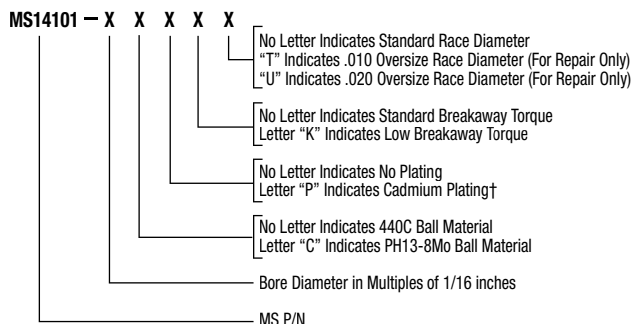 MS14101 – X X X X X
No Letter Indicates Standard Race Diameter
“T” Indicates .010 Oversize Race Diameter (For Repair Only)
“U” Indicates .020 Oversize Race Diameter (For Repair Only)
No Letter Indicates Standard Breakaway Torque
Letter “K” Indicates Low Breakaway Torque
No Letter Indicates No Plating
Letter “P” Indicates Cadmium Plating†
No Letter Indicates 440C Ball Material
Letter “C” Indicates PH13-8Mo Ball Material
Bore Diameter in Multiples of 1/16 inches
MS P/N